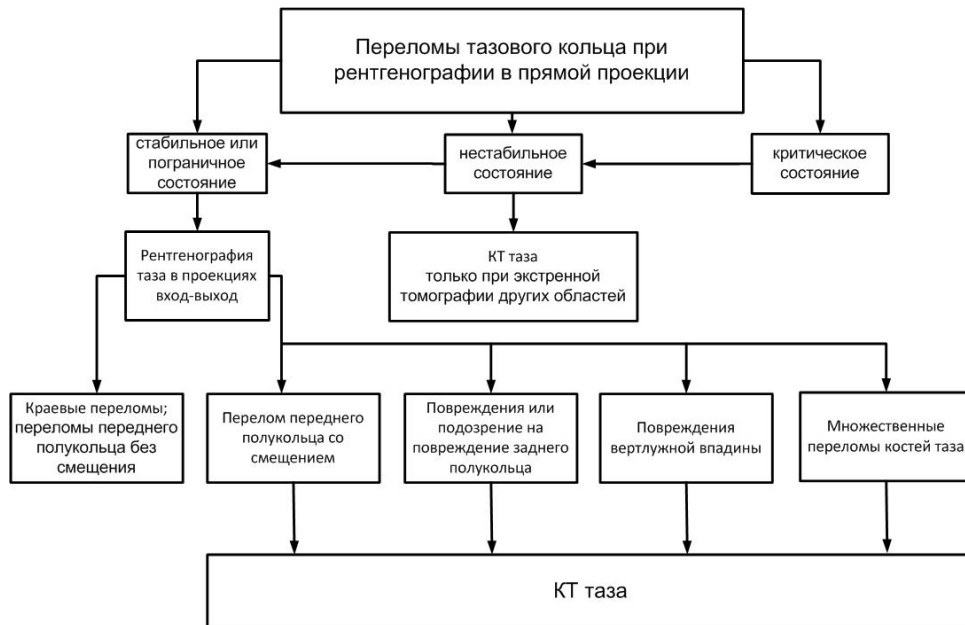 Переломы тазового кольца при
рентгенографии в прямой проекции
стабильное или
пограничное
состояние
нестабильное
состояние
критическое
состояние
Рентгенография
таза в проекциях
вход-выход
КТ таза
только при экстренной
томографии других областей
Краевые переломы;
переломы переднего
полукольца без
смещения
Перелом переднего
полукольца со
смещением
Повреждения или
подозрение на
повреждение заднего
полукольца
Повреждения
вертлужной впадины
Множественные
переломы костей таза
КТ таза